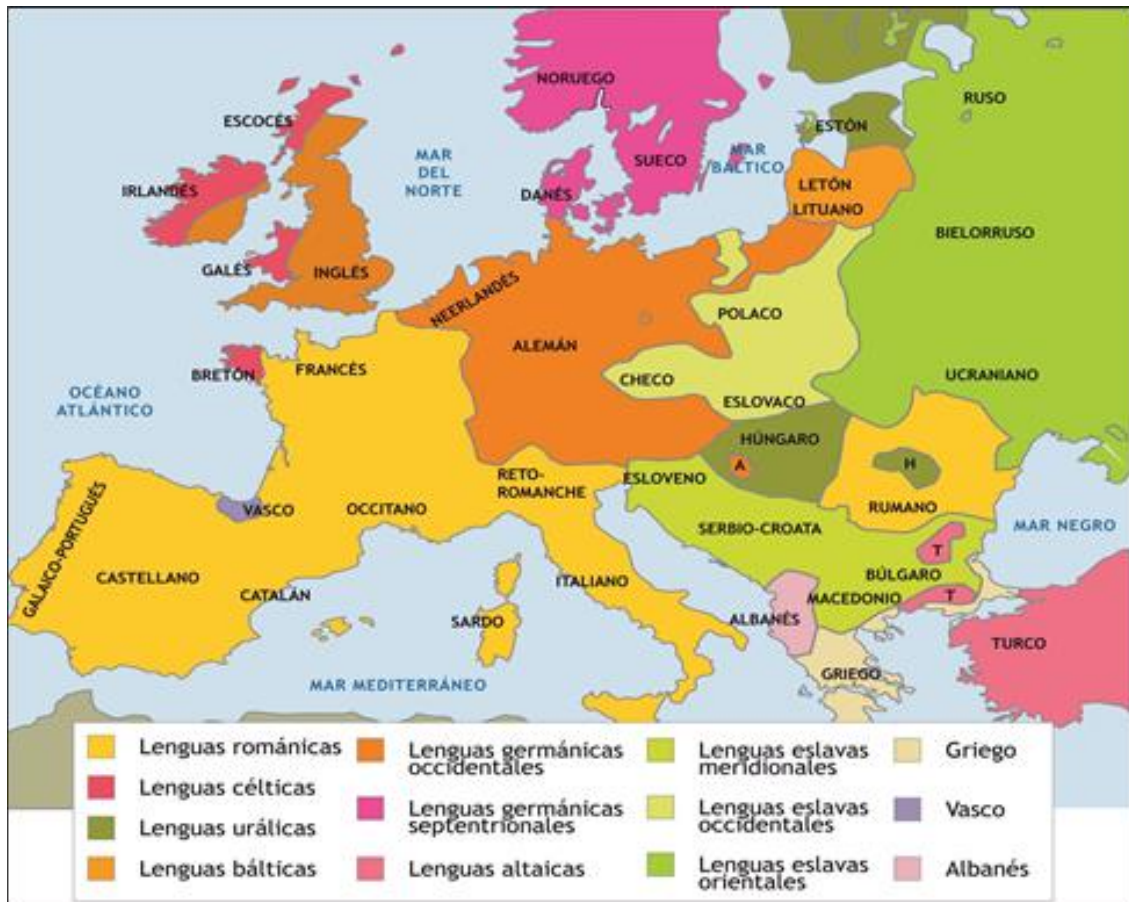 NORUEGO
RUSO
ESCOCÉS
ESTÓN
MAR
DEL
NORTE
MAR
BÁLTICO
SUECO
IRLANDÉS
DANÉS
LETÓN
LITUANO
BIELORRUSO
GALÉS
INGLÉS
NEERLANDÉS
POLACO
ALEMÁN
FRANCÉS
BRETÓN
CHECO
UCRANIANO
OCÉANO
ATLÁNTICO
ESLOVACO
HÚNGARO
A
H
RETO-
ROMANCHE
ESLOVENO
VASCO
OCCITANO
RUMANO
SERBIO-CROATA
MAR NEGRO
GALAICO-PORTUGUÉS
T
CASTELLANO
ITALIANO
BÚLGARO
CATALÁN
MACEDONIO
T
SARDO
ALBANÉS
TURCO
GRIEGO
MAR MEDITERRÁNEO
Lenguas románicas
Lenguas célticas
Lenguas urálicas
Lenguas bálticas
Lenguas germánicas
occidentales
Lenguas germánicas
septentrionales
Lenguas altaicas
Lenguas eslavas
meridionales
Lenguas eslavas
occidentales
Lenguas eslavas
orientales
Griego
Vasco
Albanés